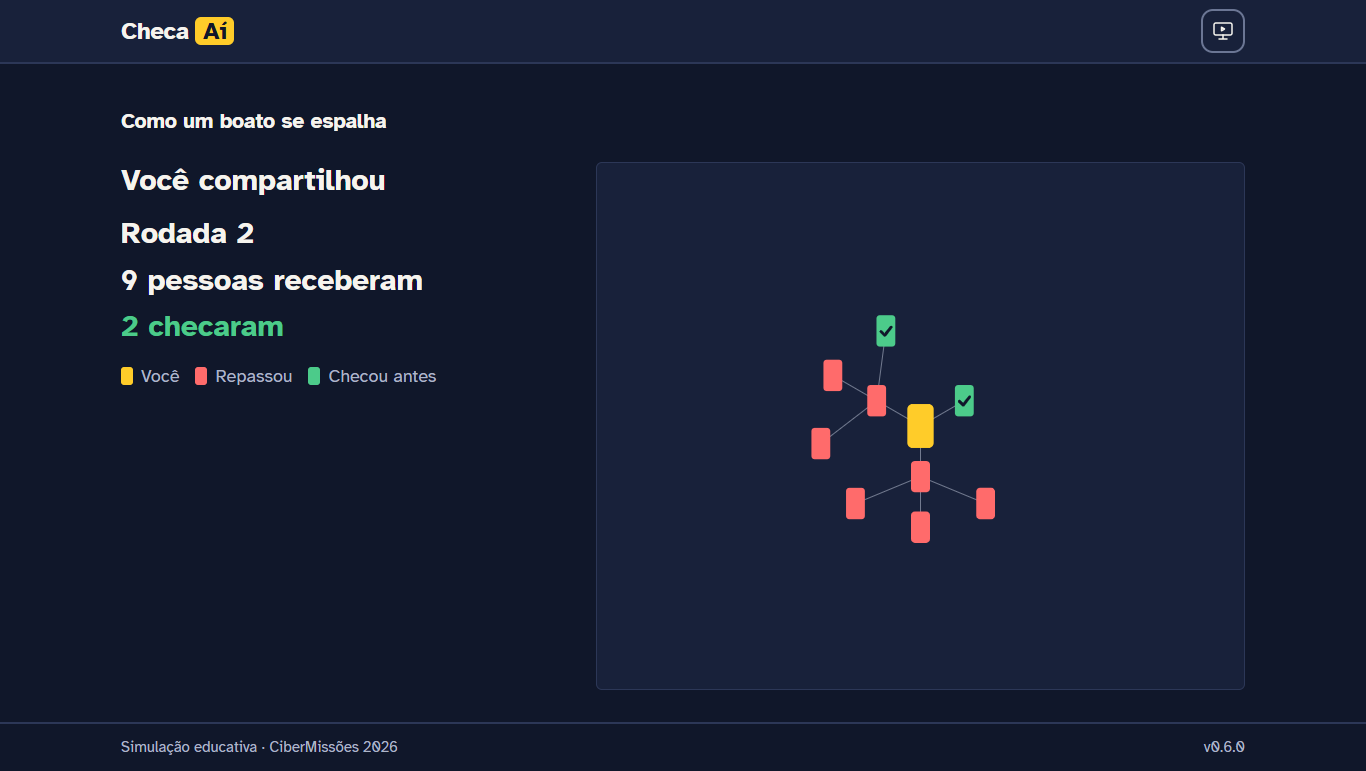 Checa Aí
Como um boato se espalha
Você compartilhou
Rodada 2
9 pessoas receberam
2 checaram
Você Repassou Checou antes
Simulação educativa · CiberMissões 2026
v0.6.0